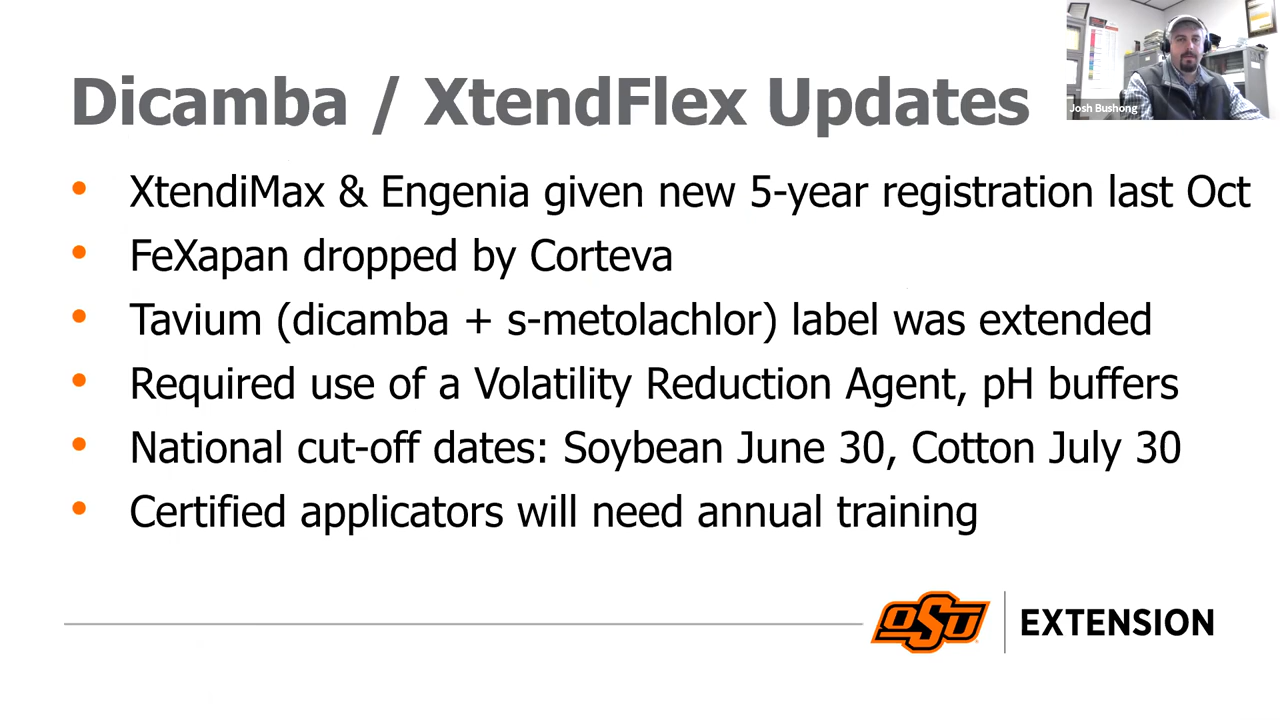 Dicamba / XtendFlex Updates
Josh Bushong
• XtendiMax & Engenia given new 5-year registration last Oct
• FeXapan dropped by Corteva
• Tavium (dicamba + s-metolachlor) label was extended
• Required use of a Volatility Reduction Agent, pH buffers
• National cut-off dates: Soybean June 30, Cotton July 30
• Certified applicators will need annual training
OSU EXTENSION